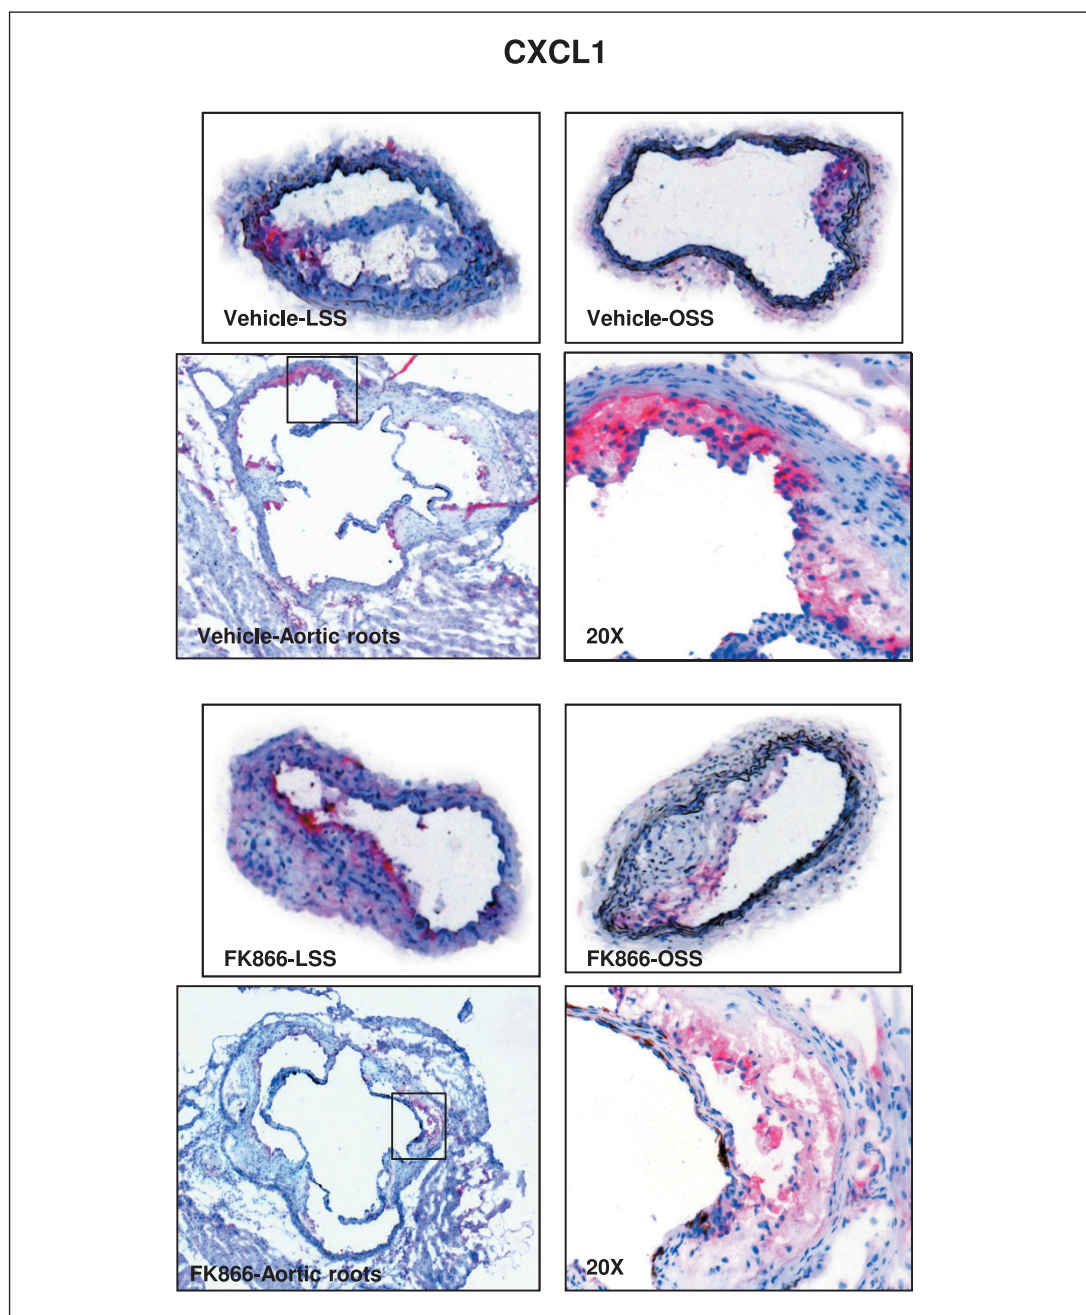 CXCL1
Vehicle-LSS
Vehicle-OSS
Vehicle-Aortic roots
20X
FK866-LSS
FK866-OSS
FK866-Aortic roots
20X